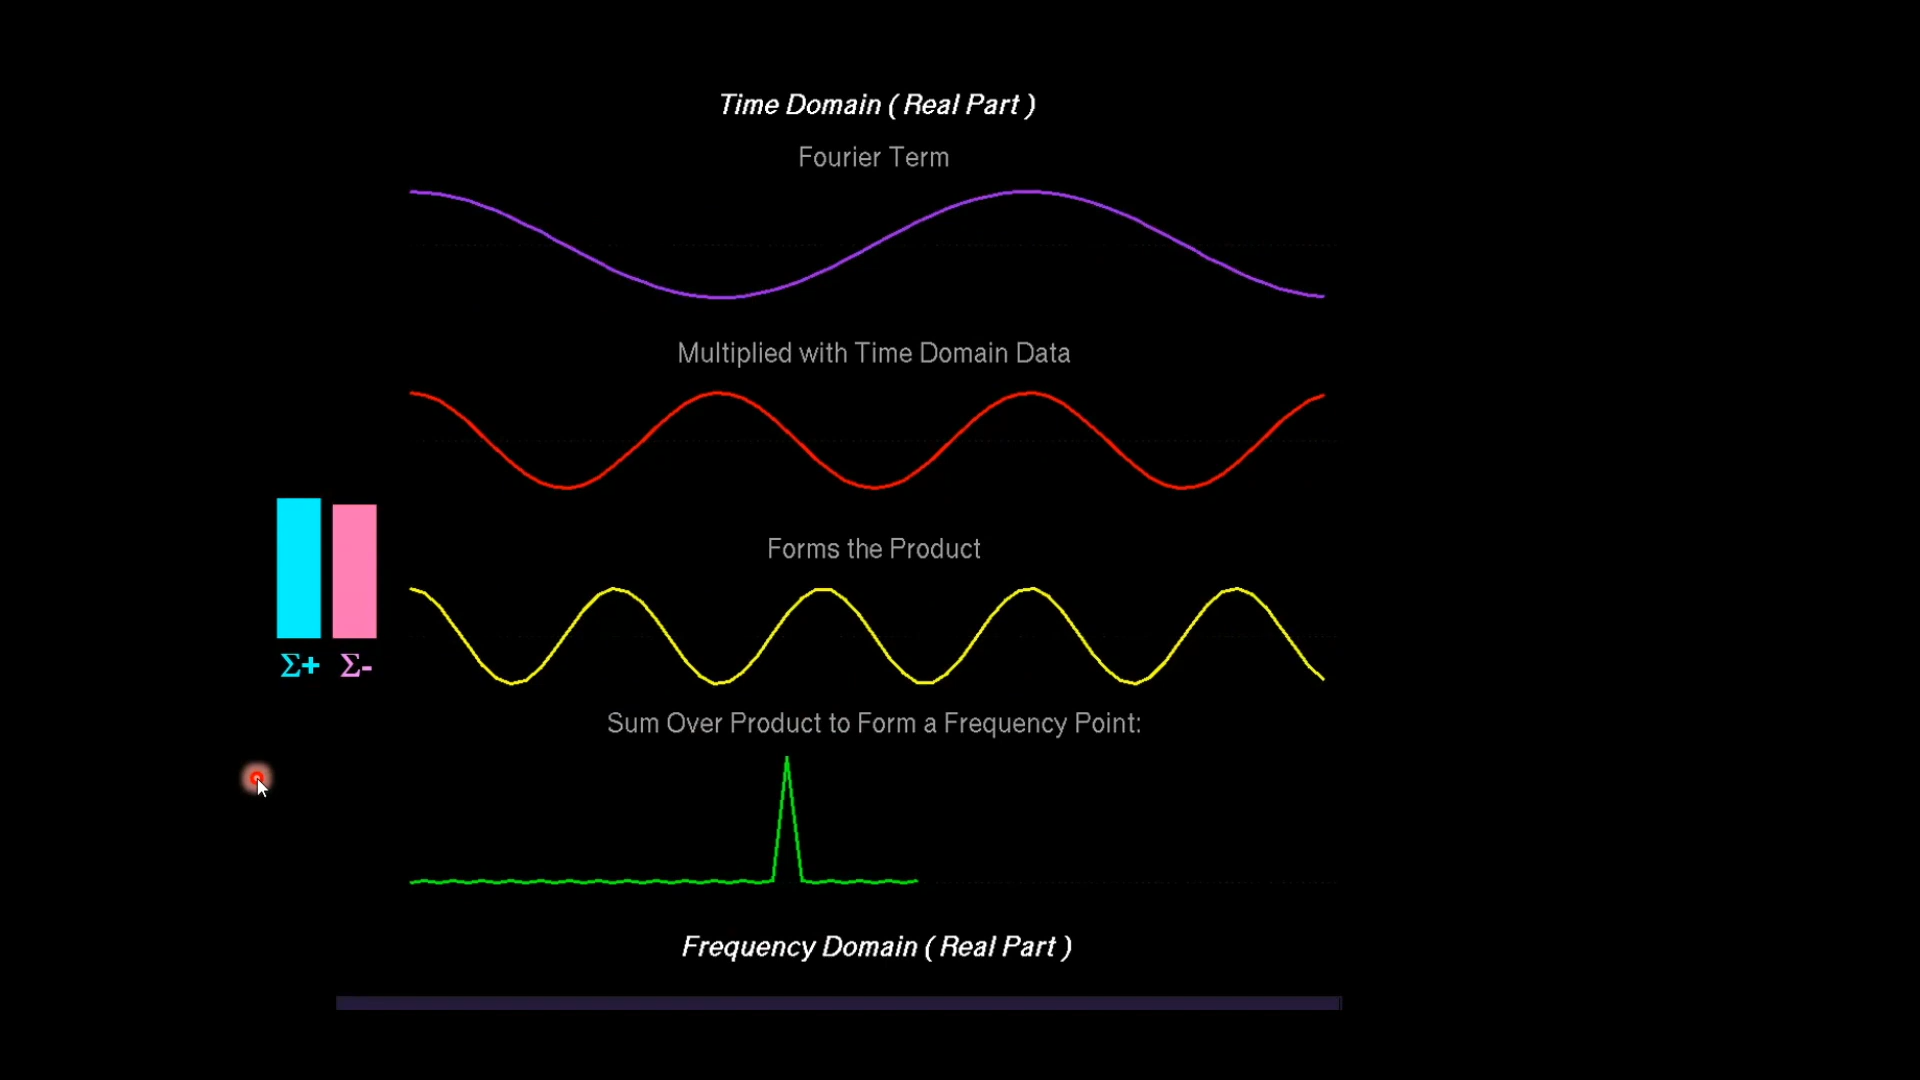 Time Domain ( Real Part )
Fourier Term
Multiplied with Time Domain Data
Forms the Product
Σ+ Σ-
Sum Over Product to Form a Frequency Point:
Frequency Domain ( Real Part )